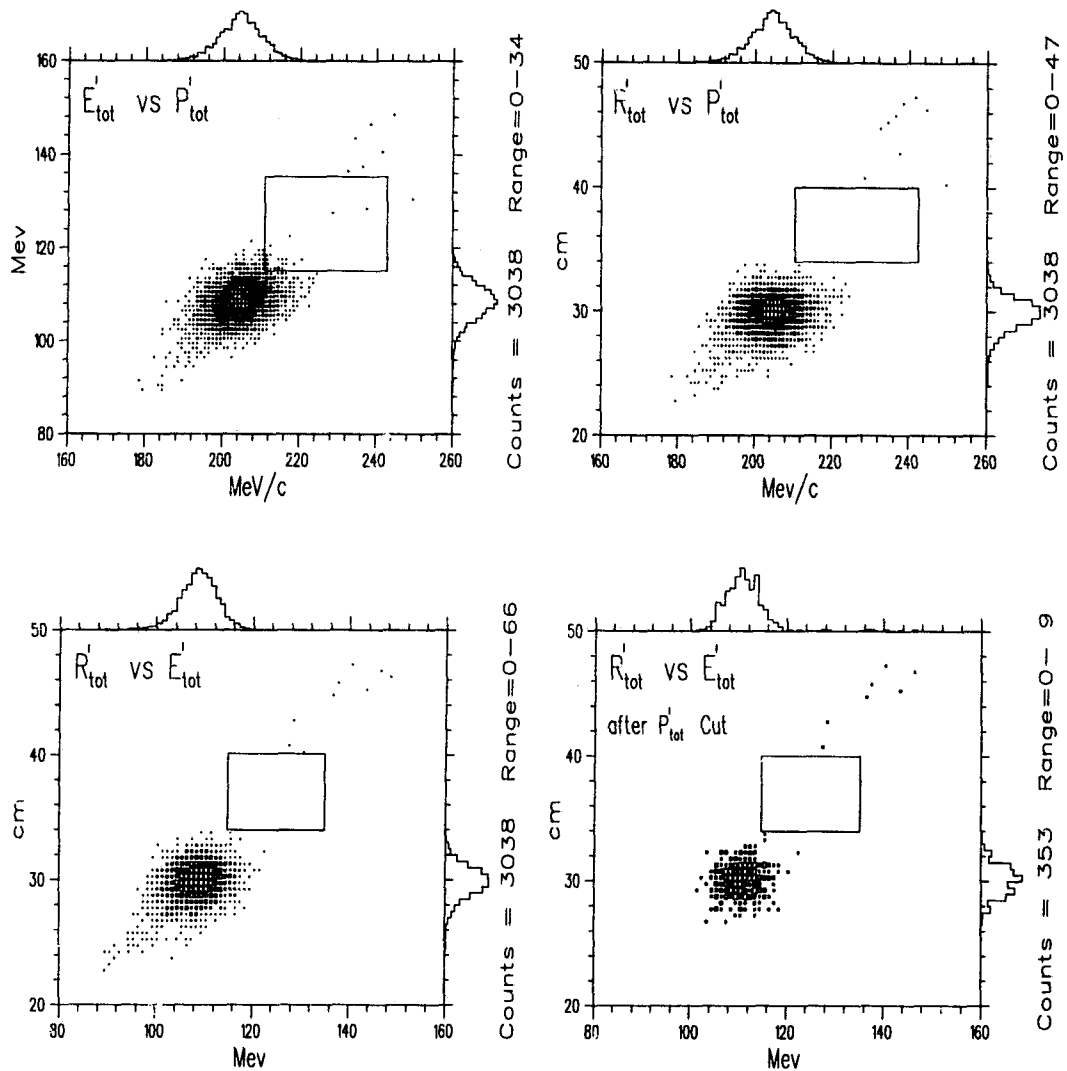 E'tot vs P'tot
160
140
120
100
80
Mev
160 180 200 220 240 260
MeV/c
Counts = 3038 Range=0-34
R'tot vs P'tot
50
40
30
20
cm
160 180 200 220 240 260
Mev/c
Counts = 3038 Range=0-47
R'tot vs E'tot
50
40
30
20
cm
80 100 120 140 160
Mev
Counts = 3038 Range=0-66
R'tot vs E'tot
after P'tot Cut
50
40
30
20
cm
80 100 120 140 160
Mev
Counts = 353 Range=0- 9